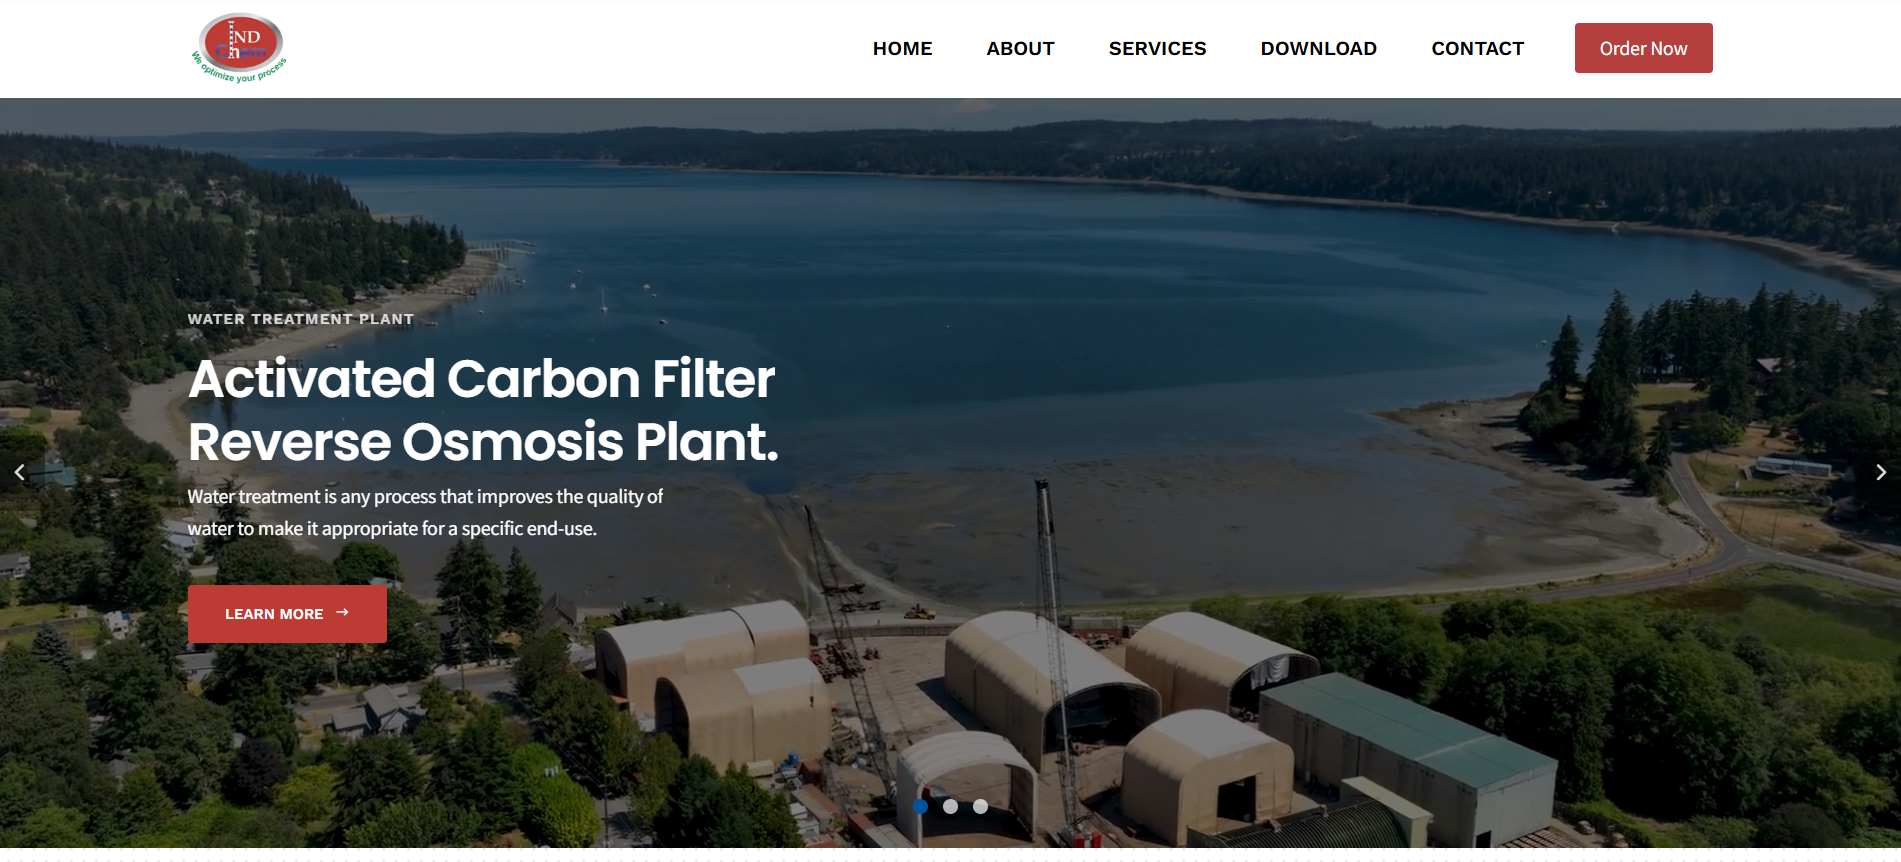 IND
Chem
We optimize your process
HOME
ABOUT
SERVICES
DOWNLOAD
CONTACT
Order Now
WATER TREATMENT PLANT
Activated Carbon Filter
Reverse Osmosis Plant.
Water treatment is any process that improves the quality of
water to make it appropriate for a specific end-use.
LEARN MORE